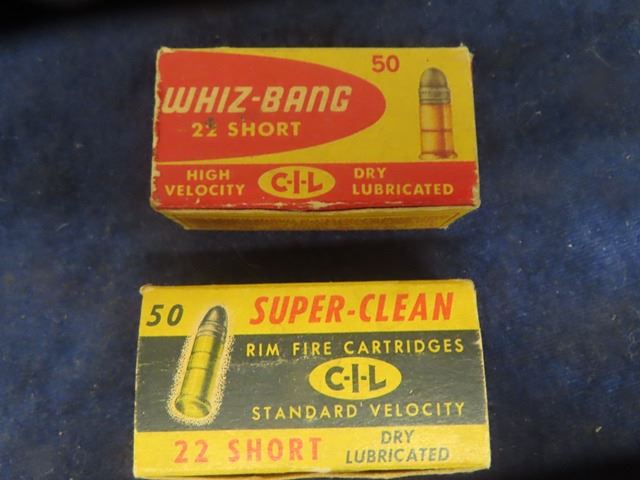 50
WHIZ-BANG
22 SHORT
HIGH VELOCITY
C-I-L
DRY LUBRICATED
50
SUPER-CLEAN
RIM FIRE CARTRIDGES
C-I-L
STANDARD VELOCITY
22 SHORT
DRY LUBRICATED